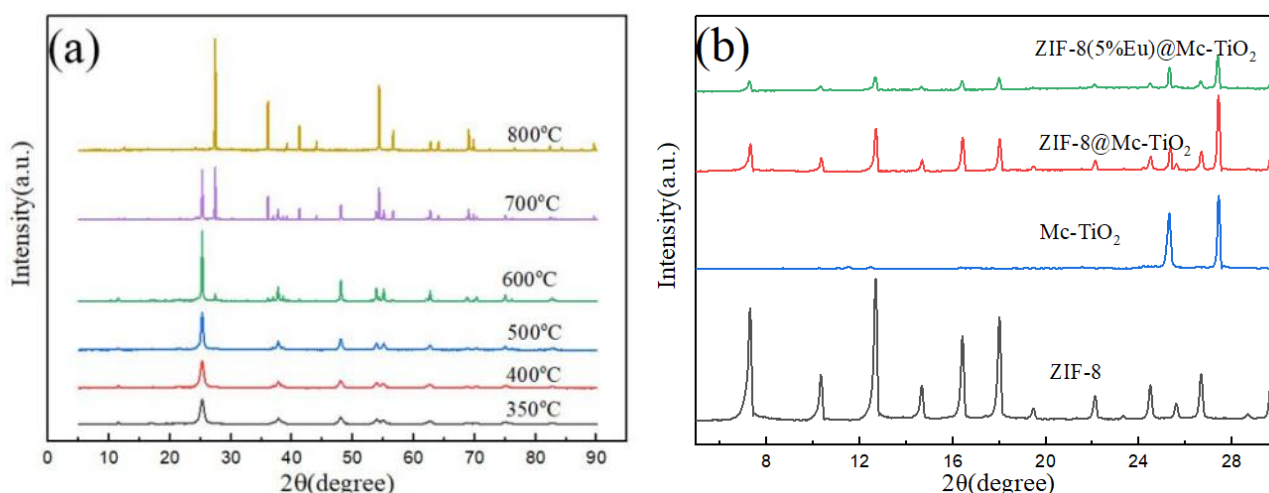 (a)
800°C
700°C
600°C
500°C
400°C
350°C
Intensity(a.u.)
0 10 20 30 40 50 60 70 80 90
2θ(degree)
(b)
ZIF-8(5%Eu)@Mc-TiO₂
ZIF-8@Mc-TiO₂
Mc-TiO₂
ZIF-8
Intensity(a.u.)
8 12 16 20 24 28
2θ(degree)